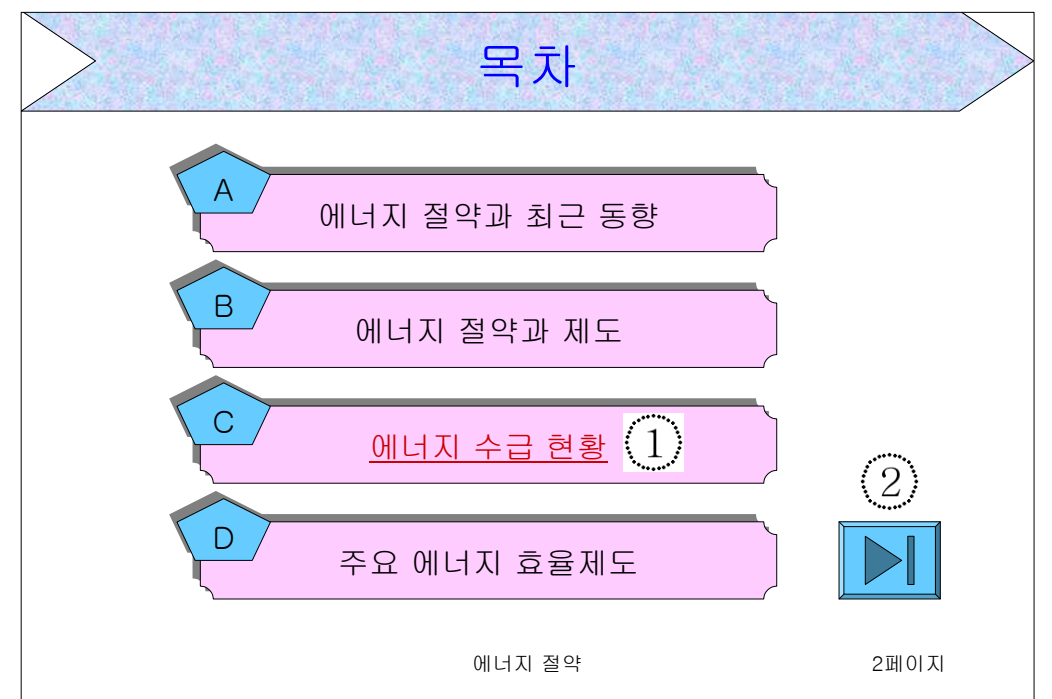 목차
A
에너지 절약과 최근 동향
B
에너지 절약과 제도
C
에너지 수급 현황 1
D
주요 에너지 효율제도
2
에너지 절약 2페이지